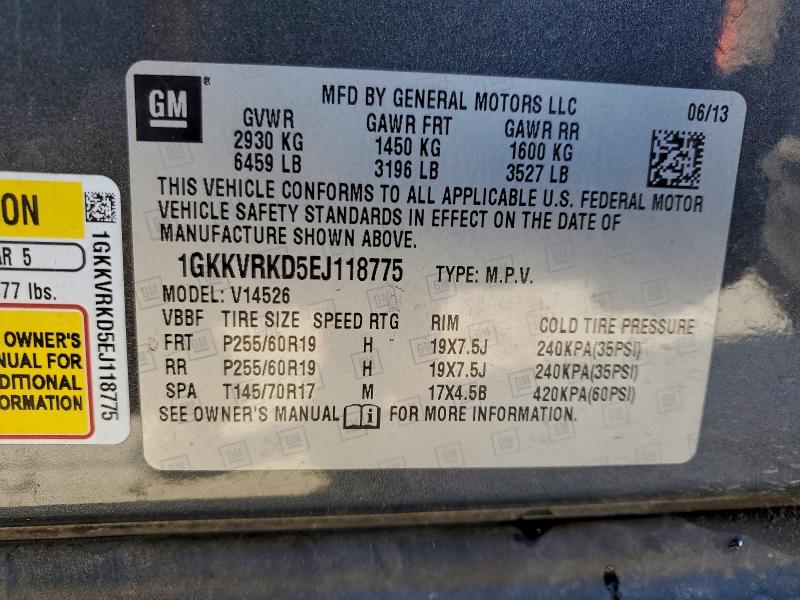 GM
MFD BY GENERAL MOTORS LLC
06/13
GVWR GAWR FRT GAWR RR
2930 KG 1450 KG 1600 KG
6459 LB 3196 LB 3527 LB
THIS VEHICLE CONFORMS TO ALL APPLICABLE U.S. FEDERAL MOTOR
VEHICLE SAFETY STANDARDS IN EFFECT ON THE DATE OF
MANUFACTURE SHOWN ABOVE.
1GKKVRKD5EJ118775 TYPE: M.P.V.
MODEL: V14526
VBBF TIRE SIZE SPEED RTG RIM COLD TIRE PRESSURE
FRT P255/60R19 H 19X7.5J 240KPA(35PSI)
RR P255/60R19 H 19X7.5J 240KPA(35PSI)
SPA T145/70R17 M 17X4.5B 420KPA(60PSI)
SEE OWNER'S MANUAL i FOR MORE INFORMATION.
ON
AR 5
77 lbs.
OWNER'S
ANUAL FOR
DDITIONAL
FORMATION
1GKKVRKD5EJ118775